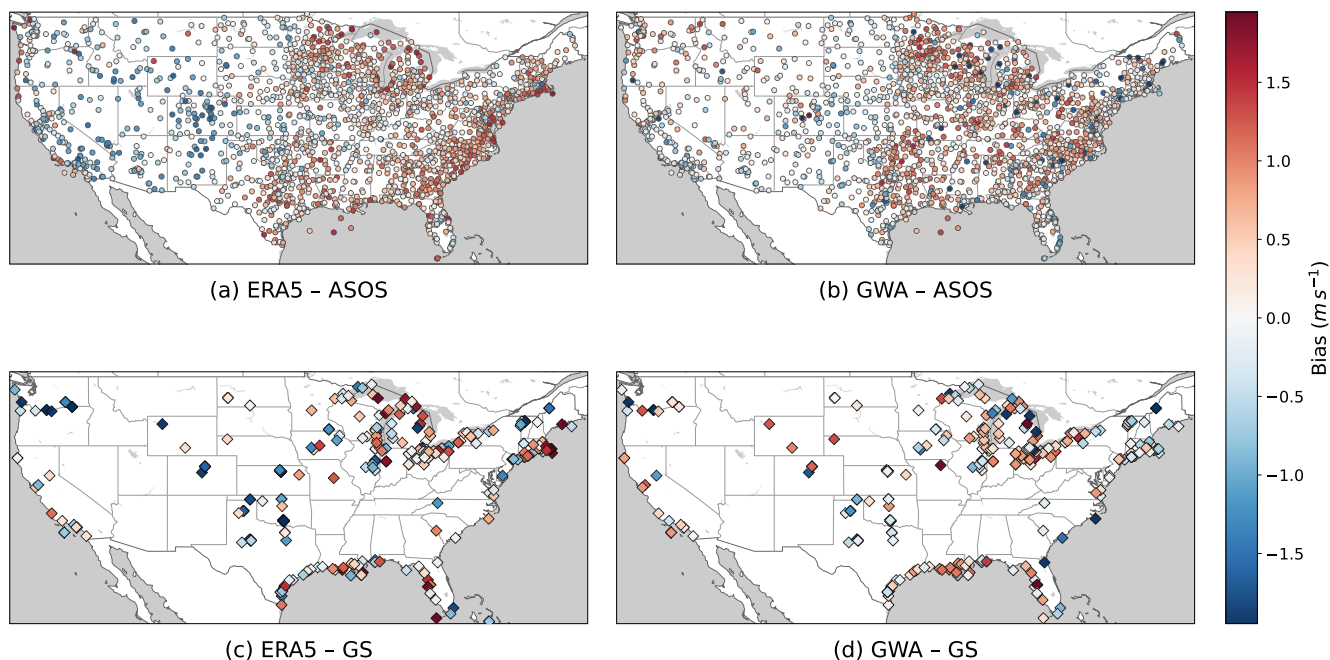 (a) ERA5 – ASOS
(b) GWA – ASOS
(c) ERA5 – GS
(d) GWA – GS
1.5
1.0
0.5
0.0
−0.5
−1.0
−1.5
Bias (m s⁻¹)